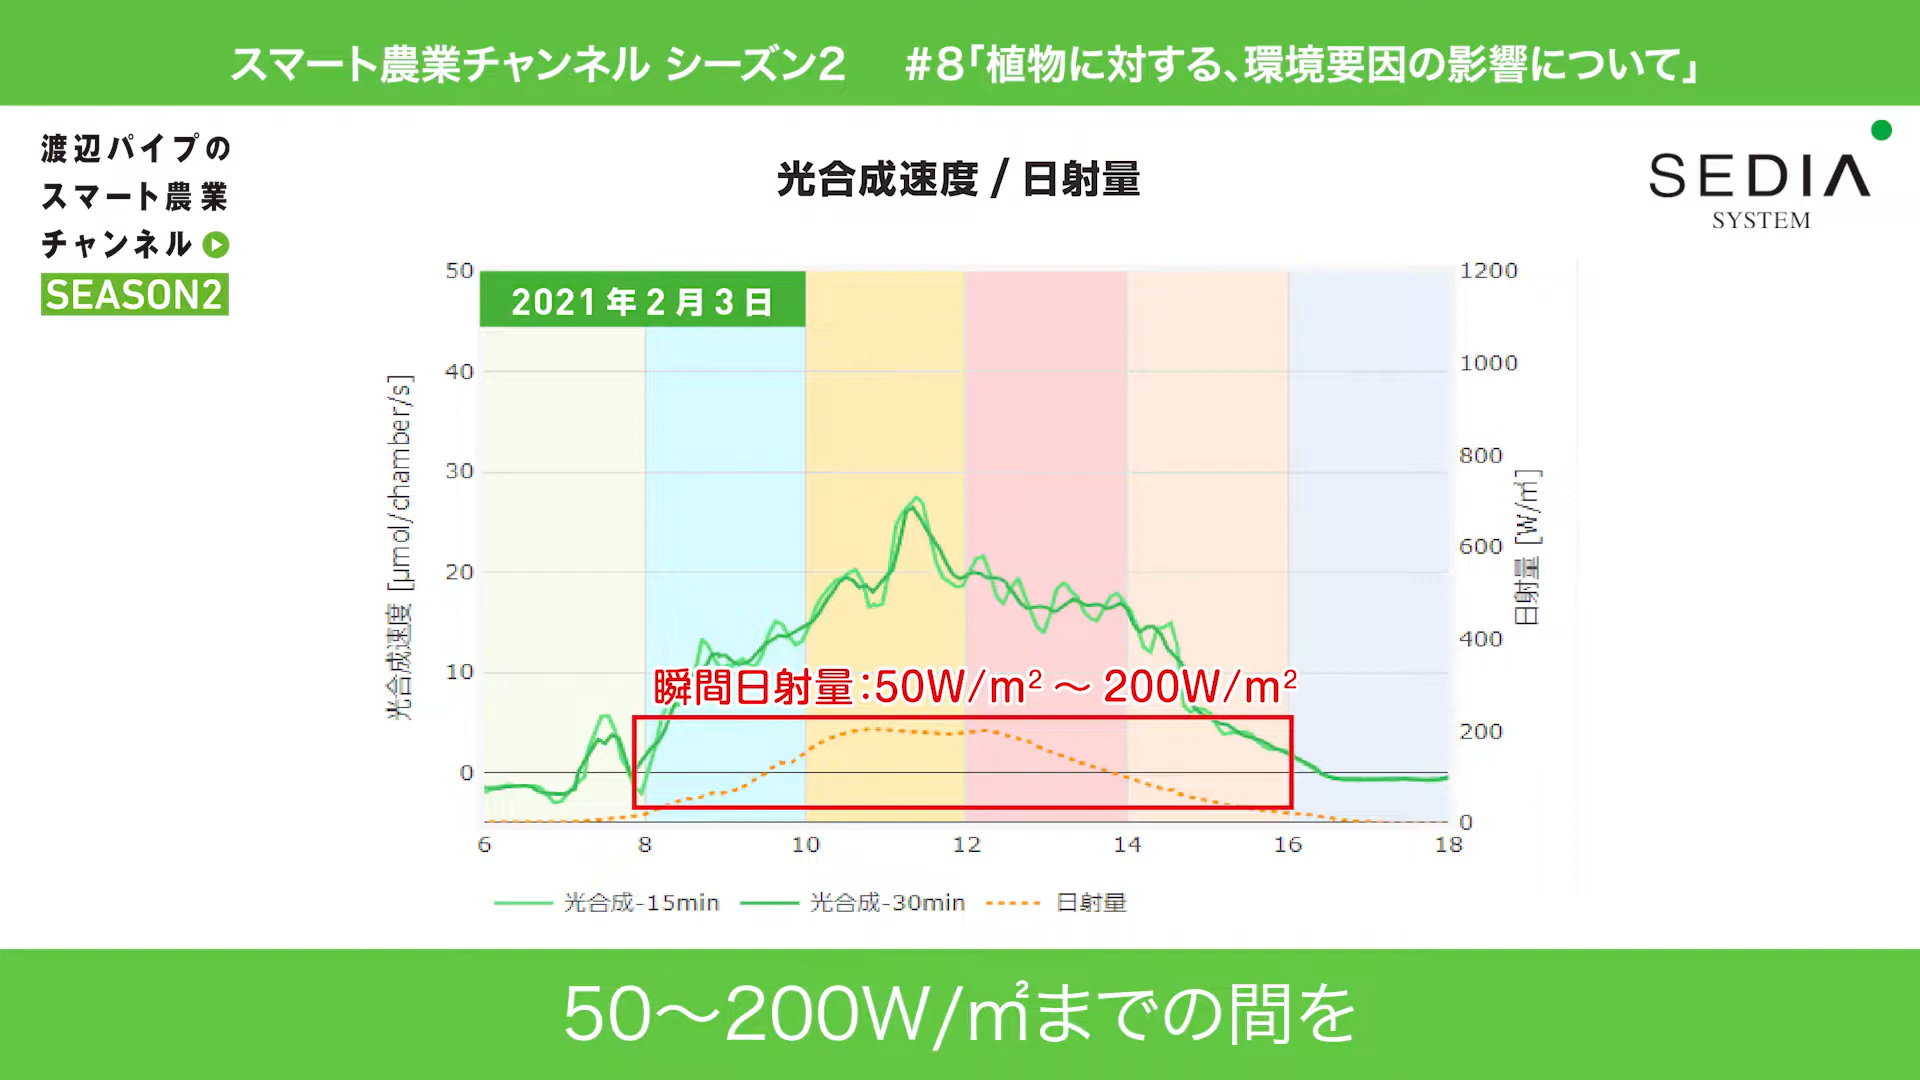 スマート農業チャンネル シーズン2 #8「植物に対する、環境要因の影響について」
渡辺パイプの
スマート農業
チャンネル
SEASON2
光合成速度 / 日射量
SEDIA
SYSTEM
2021年2月3日
光合成速度 [μmol/chamber/s]
50
40
30
20
10
0
瞬間日射量：50W/m² ～ 200W/m²
1200
1000
800
600
400
200
0
日射量 [W/㎡]
6 8 10 12 14 16 18
光合成-15min 光合成-30min 日射量
50～200W/㎡までの間を